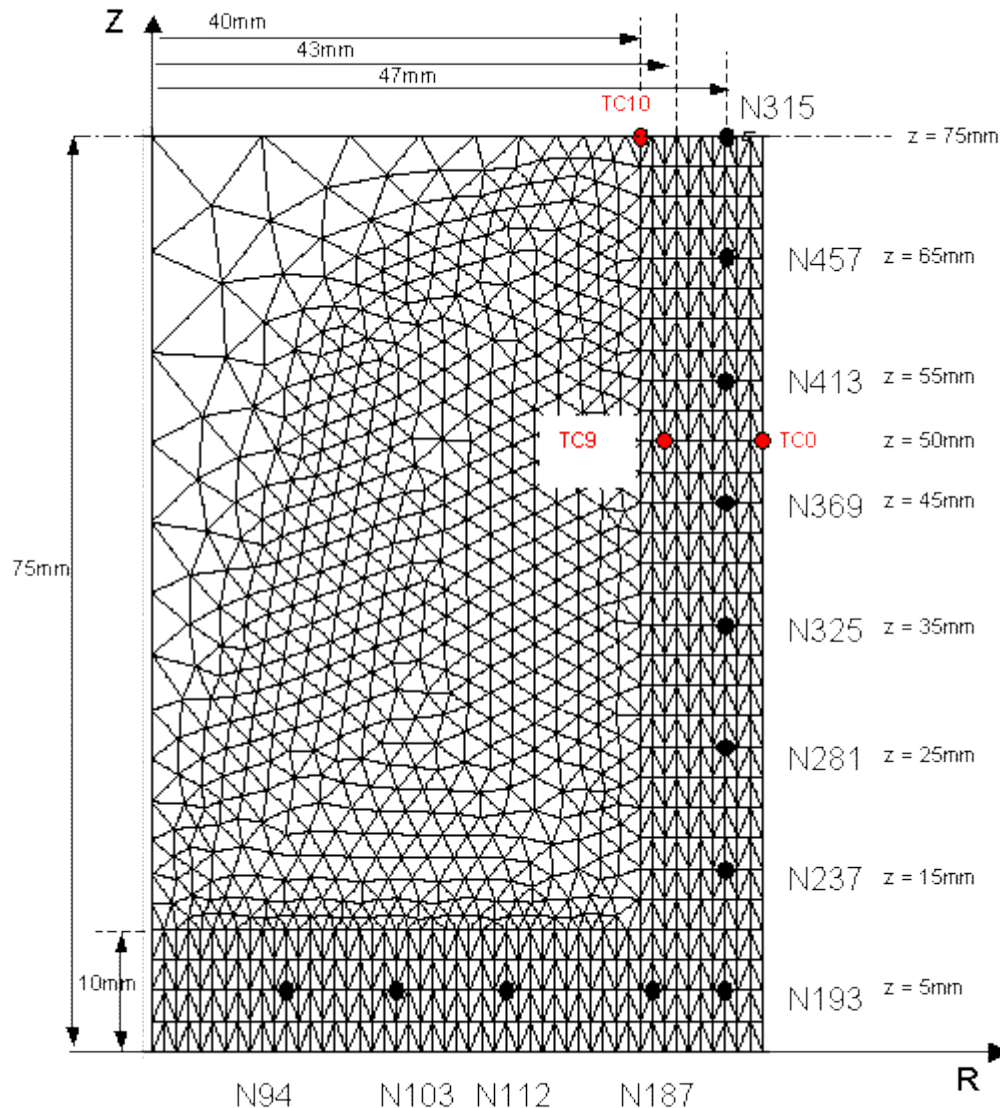 Z
40mm
43mm
47mm
TC10
N315
z = 75mm
N457 z = 65mm
N413 z = 55mm
TC9 TC0 z = 50mm
N369 z = 45mm
75mm
N325 z = 35mm
N281 z = 25mm
N237 z = 15mm
10mm
N193 z = 5mm
R
N94 N103 N112 N187